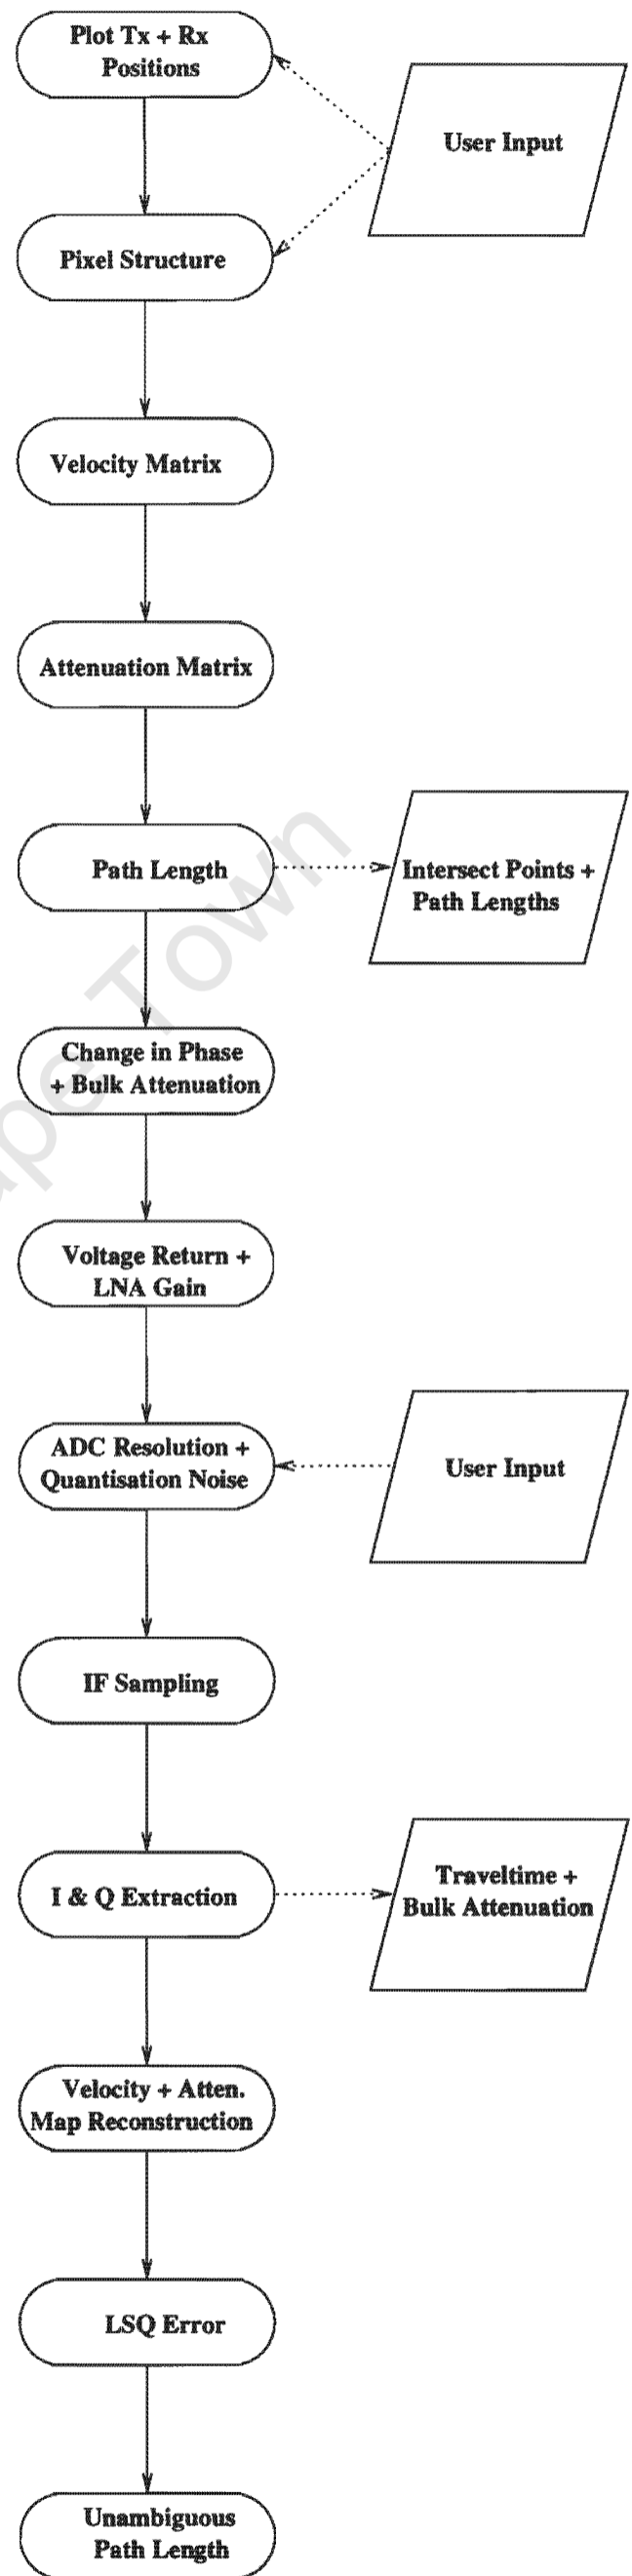 Plot Tx + Rx
Positions
User Input
Pixel Structure
Velocity Matrix
Attenuation Matrix
Path Length
Intersect Points +
Path Lengths
Change in Phase
+ Bulk Attenuation
Voltage Return +
LNA Gain
ADC Resolution +
Quantisation Noise
User Input
IF Sampling
I & Q Extraction
Traveltime +
Bulk Attenuation
Velocity + Atten.
Map Reconstruction
LSQ Error
Unambiguous
Path Length
Town